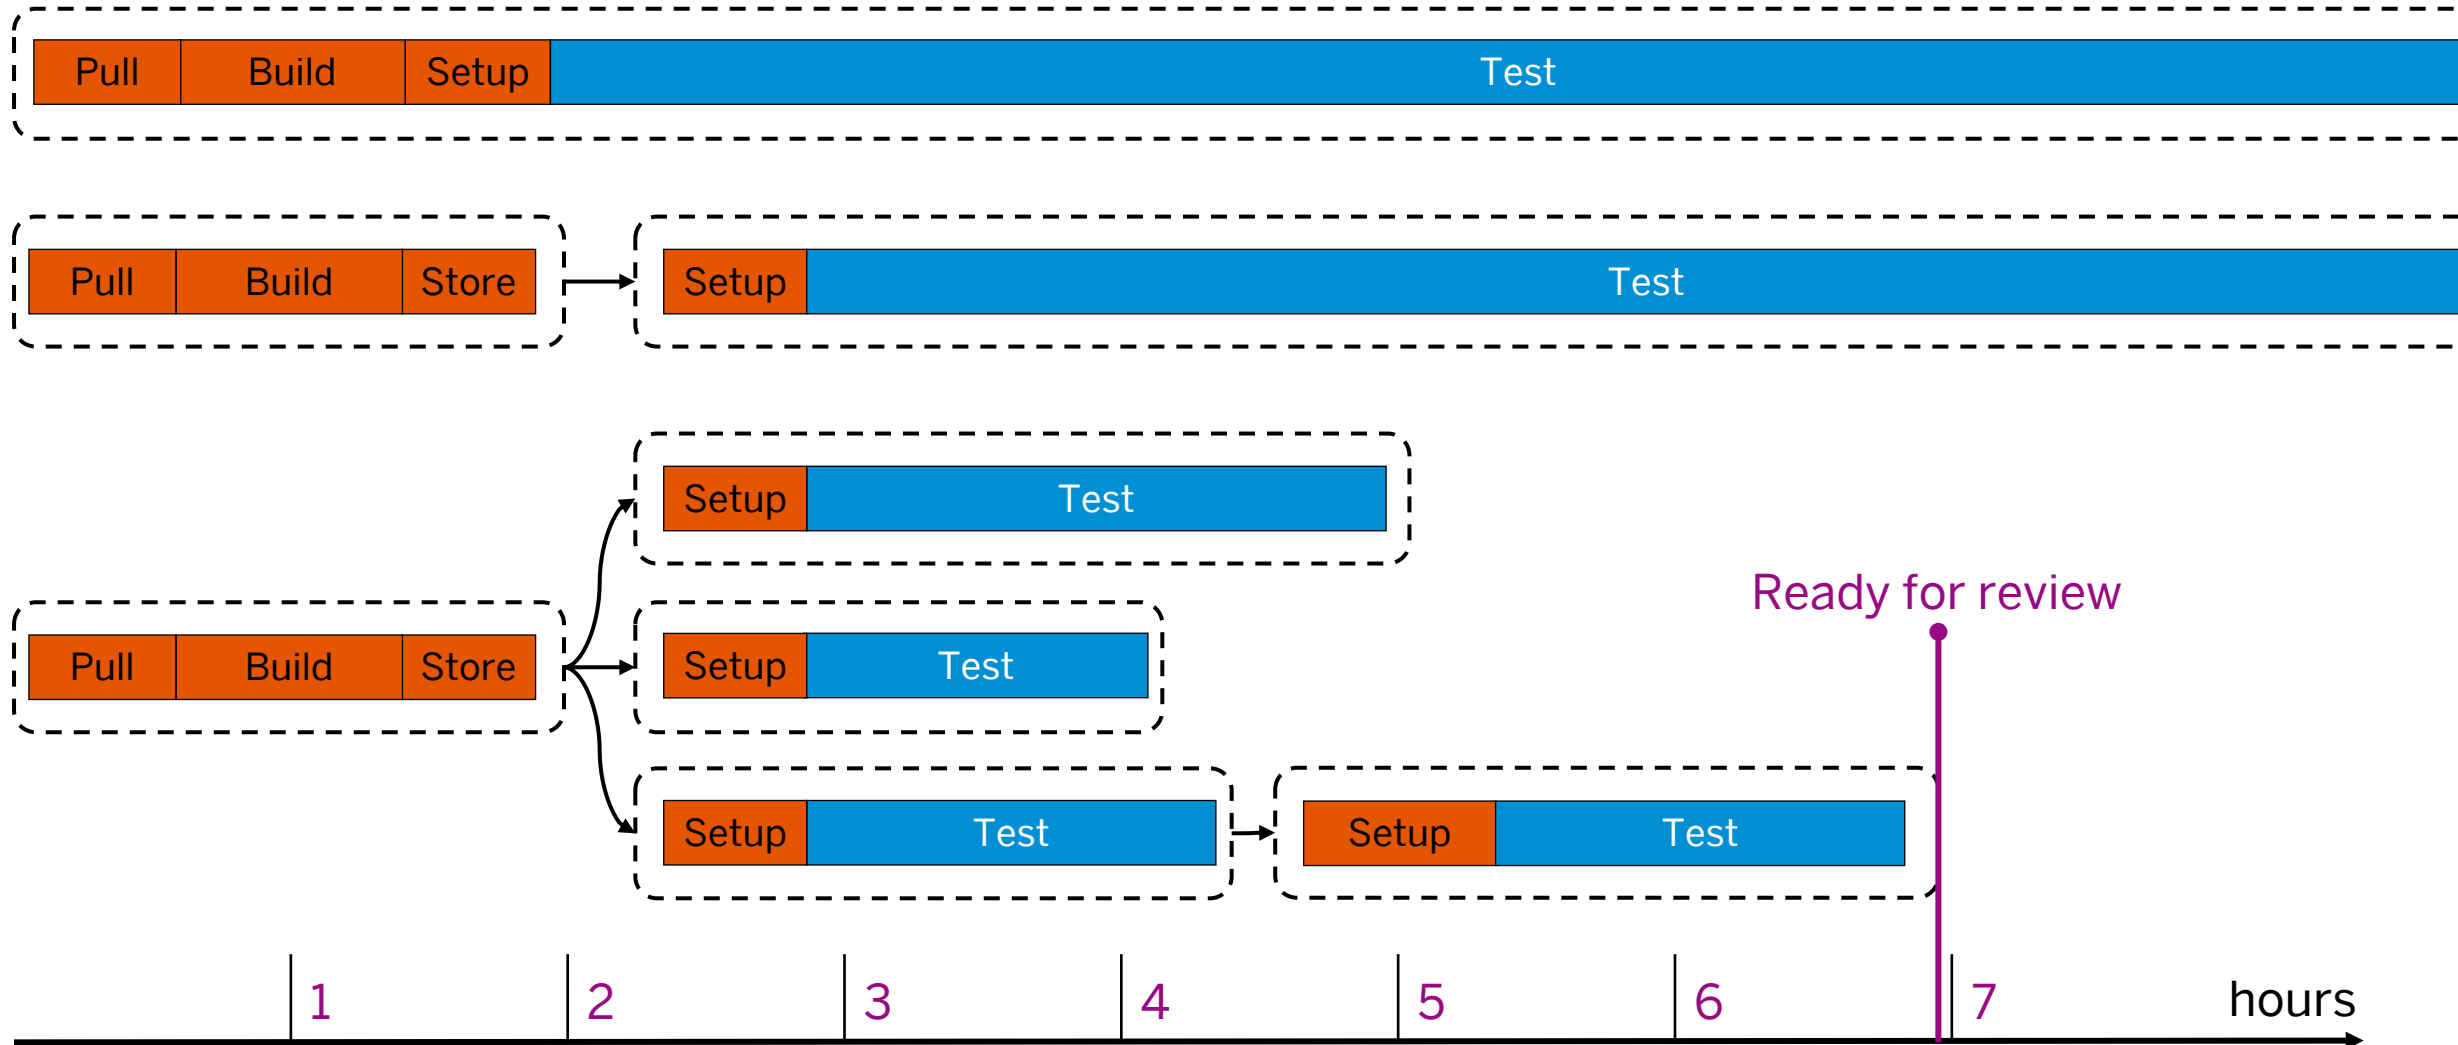 Pull Build Setup Test
Pull Build Store Setup Test
Setup Test
Ready for review
Pull Build Store Setup Test
Setup Test Setup Test
1 2 3 4 5 6 7 hours